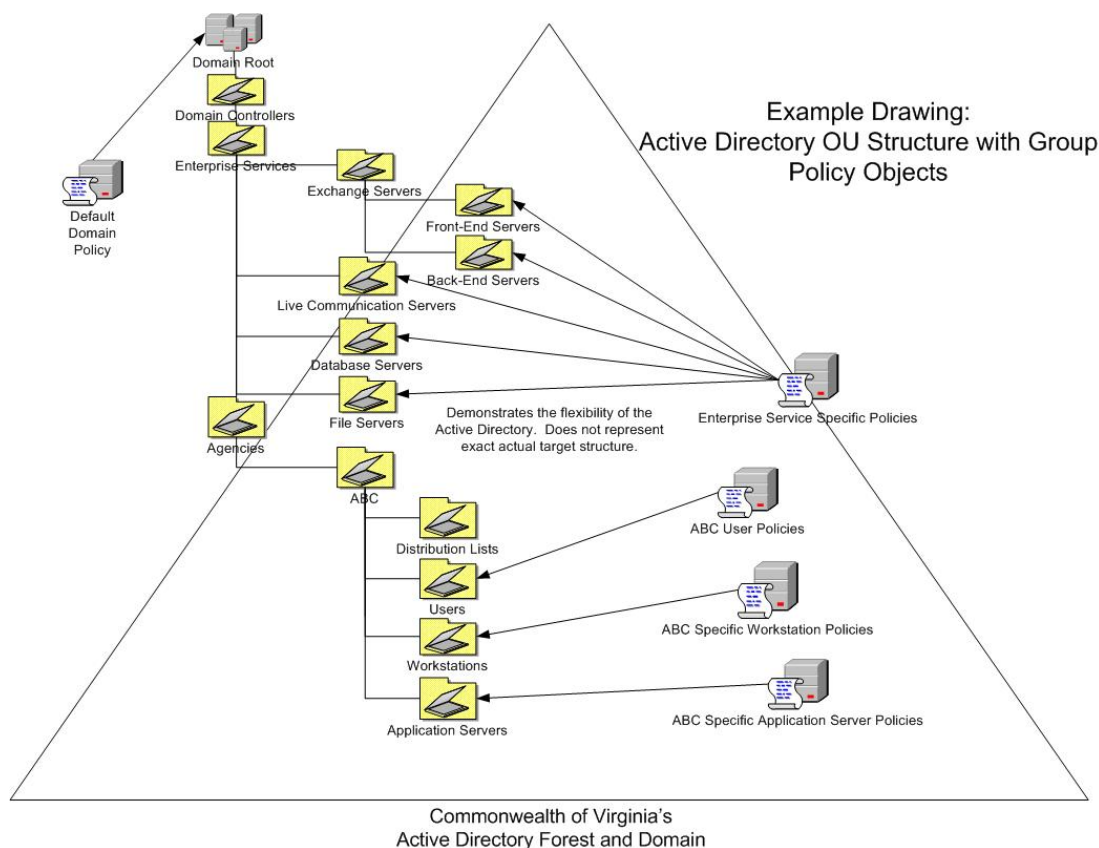 Domain Root
Domain Controllers
Enterprise Services
Default
Domain
Policy
Example Drawing:
Active Directory OU Structure with Group
Policy Objects
Exchange Servers
Front-End Servers
Back-End Servers
Live Communication Servers
Database Servers
File Servers
Demonstrates the flexibility of the
Active Directory. Does not represent
exact actual target structure.
Enterprise Service Specific Policies
Agencies
ABC
Distribution Lists
Users
Workstations
Application Servers
ABC User Policies
ABC Specific Workstation Policies
ABC Specific Application Server Policies
Commonwealth of Virginia's
Active Directory Forest and Domain